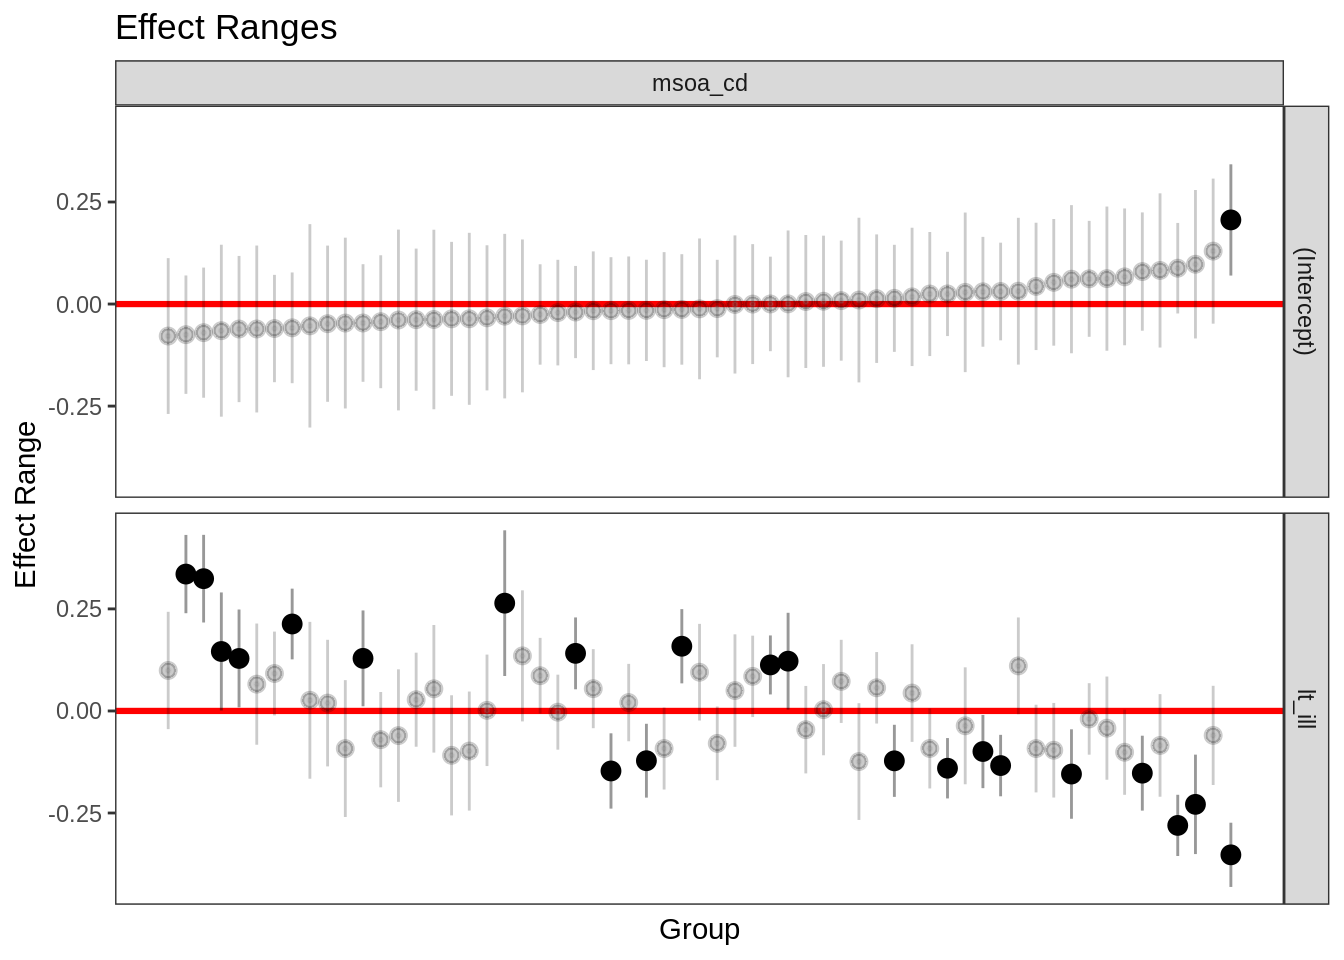 Effect Ranges
msoa_cd
0.25
0.00
-0.25
(Intercept)
Effect Range
0.25
0.00
-0.25
lt_ill
Group